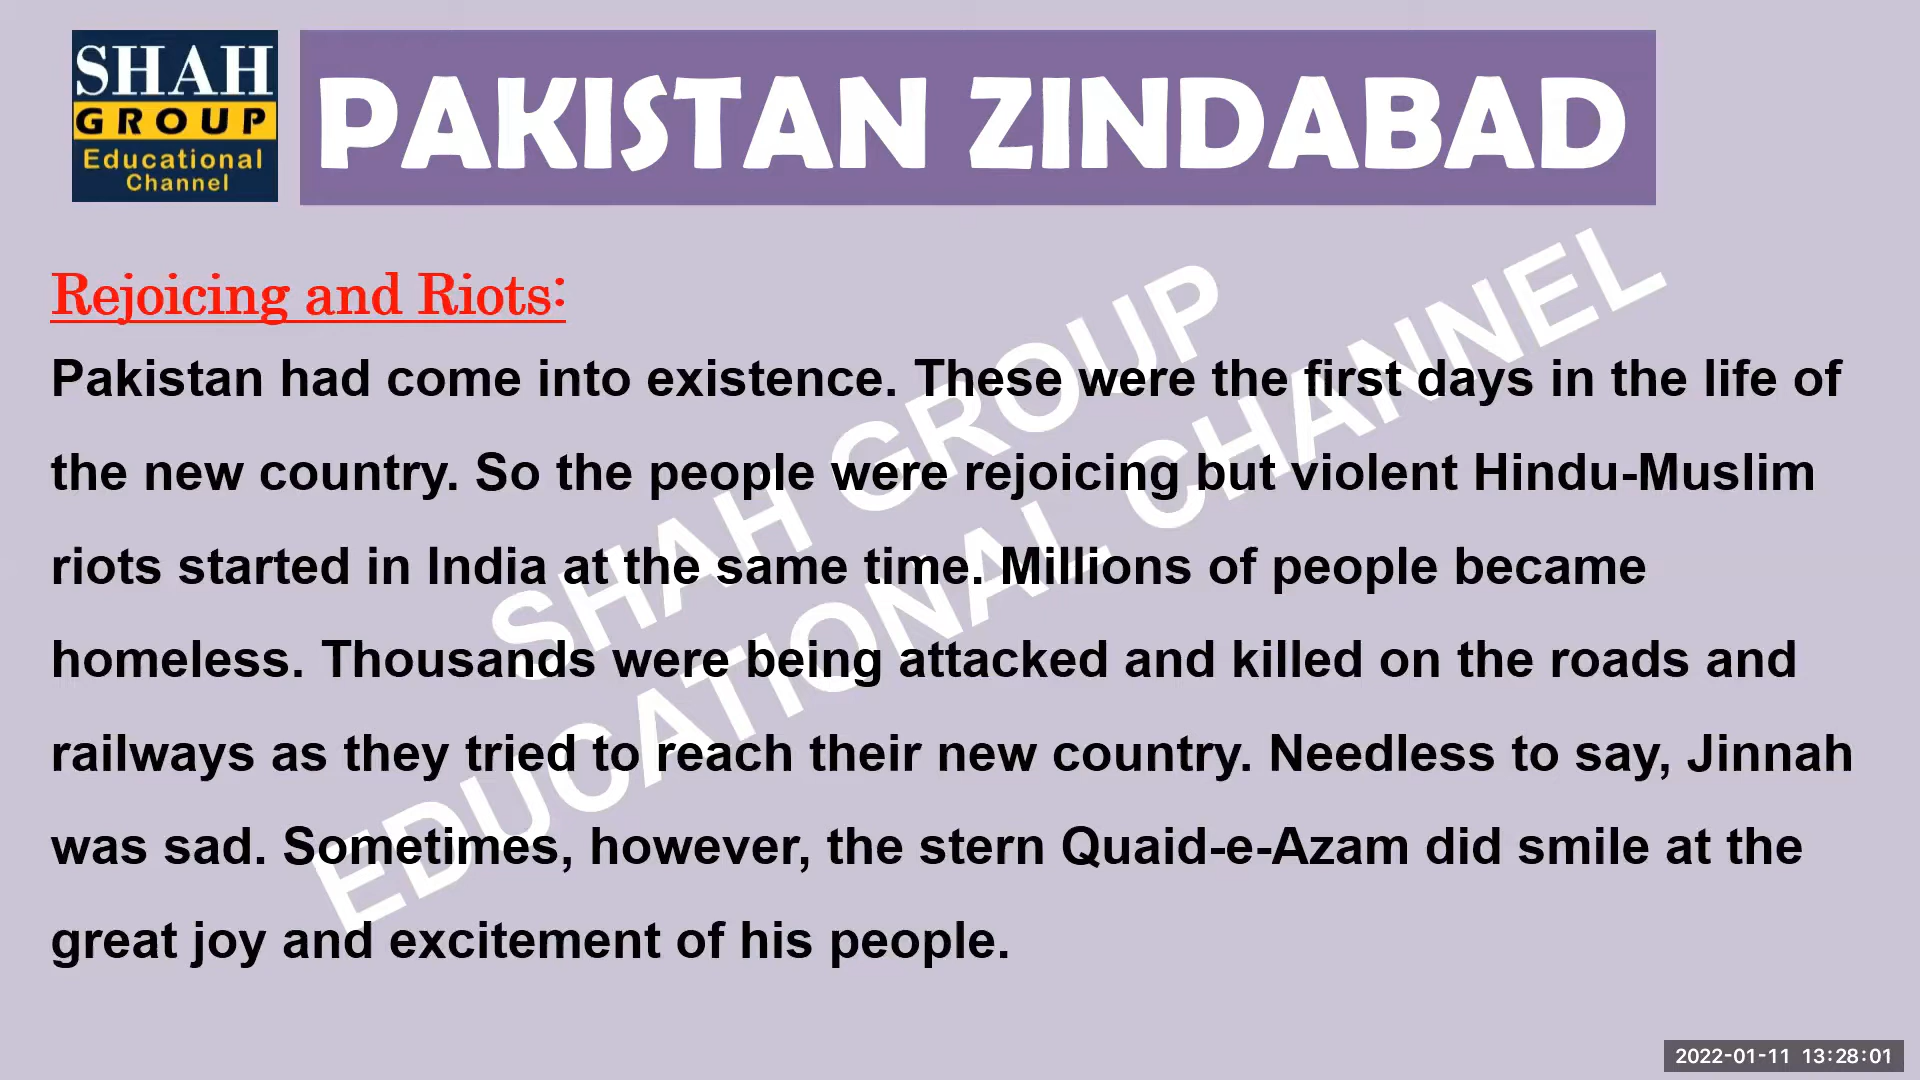 SHAH
GROUP
Educational
Channel
PAKISTAN ZINDABAD
Rejoicing and Riots:
Pakistan had come into existence. These were the first days in the life of
the new country. So the people were rejoicing but violent Hindu-Muslim
riots started in India at the same time. Millions of people became
homeless. Thousands were being attacked and killed on the roads and
railways as they tried to reach their new country. Needless to say, Jinnah
was sad. Sometimes, however, the stern Quaid-e-Azam did smile at the
great joy and excitement of his people.
SHAH GROUP
EDUCATIONAL CHANNEL
2022-01-11 13:28:01